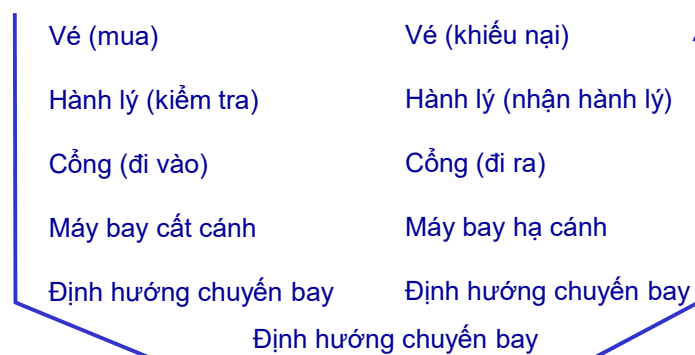 Vé (mua) Vé (khiếu nại)
Hành lý (kiểm tra) Hành lý (nhận hành lý)
Cổng (đi vào) Cổng (đi ra)
Máy bay cất cánh Máy bay hạ cánh
Định hướng chuyến bay Định hướng chuyến bay
Định hướng chuyến bay